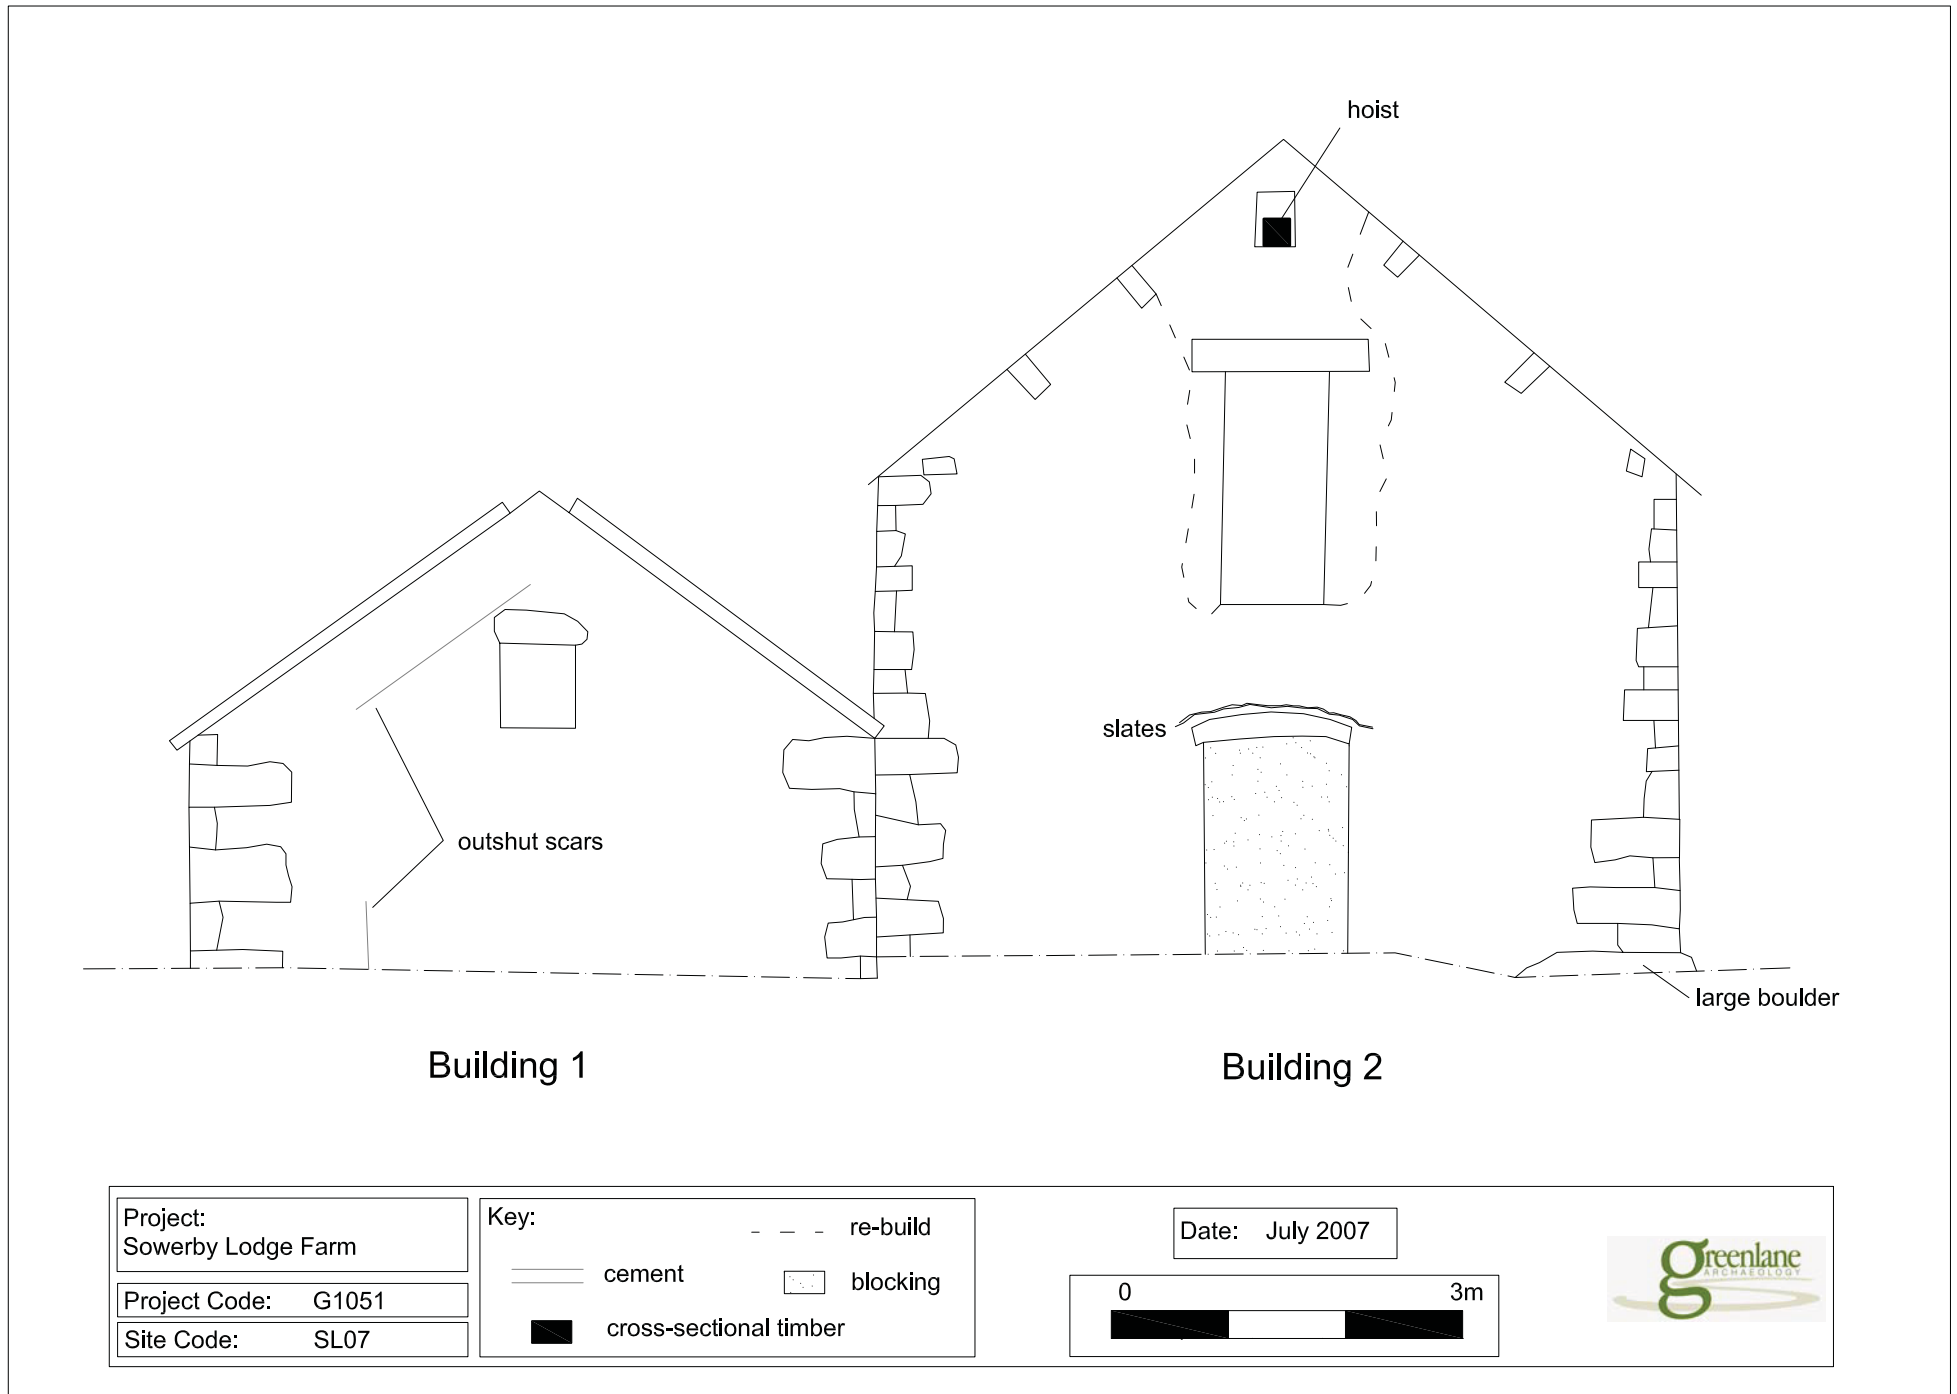 hoist
slates
outshut scars
large boulder
Building 1
Building 2
Project:
Sowerby Lodge Farm
Project Code: G1051
Site Code: SL07
Key:
re-build
cement
blocking
cross-sectional timber
Date: July 2007
0 3m
greenlane
ARCHAEOLOGY